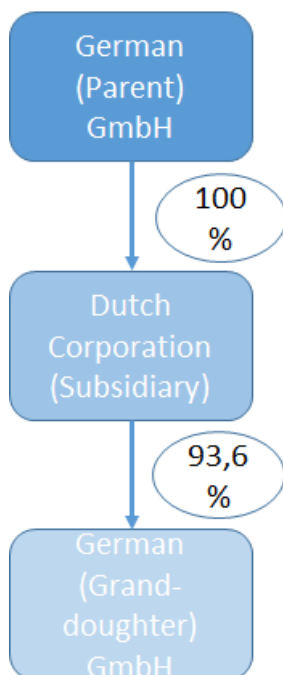 German
(Parent)
GmbH
100
%
Dutch
Corporation
(Subsidiary)
93,6
%
German
(Grand-
doughter)
GmbH